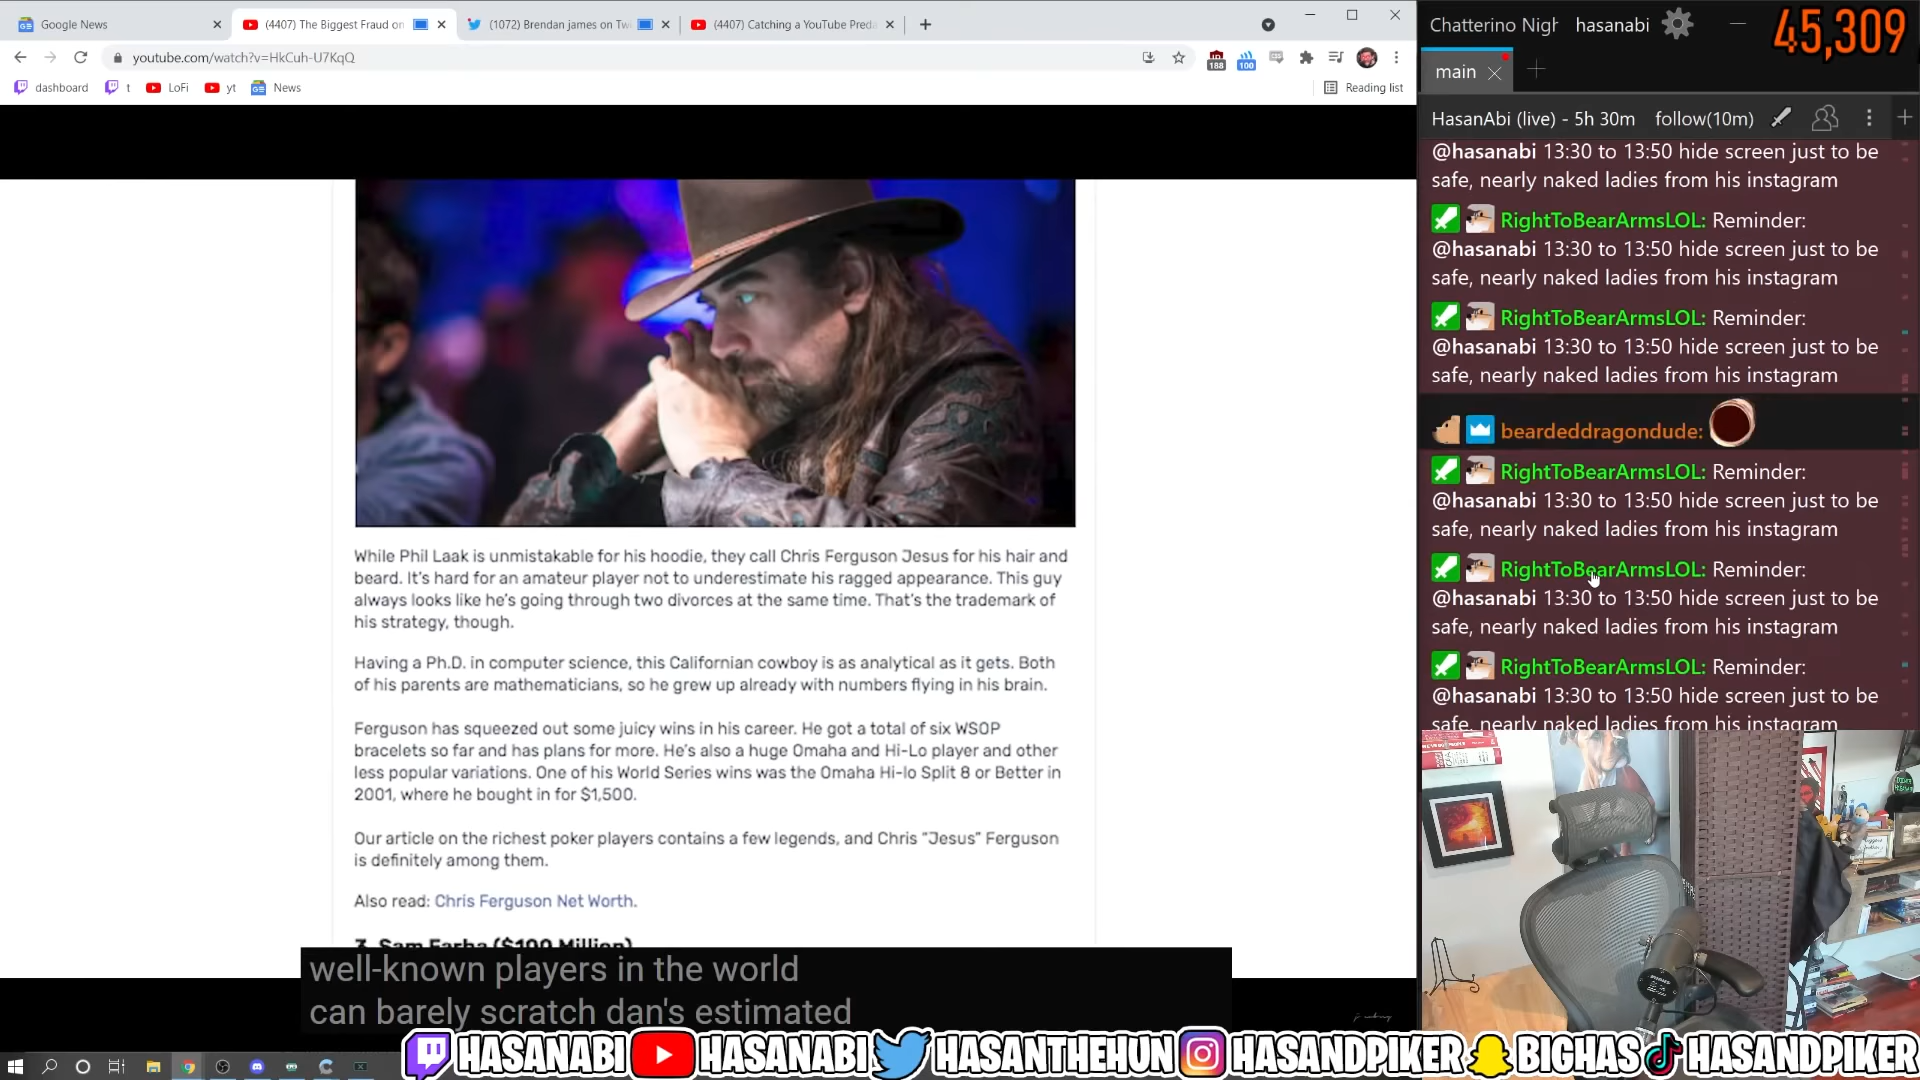 Google News
(4407) The Biggest Fraud on
(1072) Brendan james on Tw
(4407) Catching a YouTube Preda
youtube.com/watch?v=HkCuh-U7KqQ
188
100
dashboard
t
LoFi
yt
News
Reading list
While Phil Laak is unmistakable for his hoodie, they call Chris Ferguson Jesus for his hair and
beard. It's hard for an amateur player not to underestimate his ragged appearance. This guy
always looks like he's going through two divorces at the same time. That's the trademark of
his strategy, though.
Having a Ph.D. in computer science, this Californian cowboy is as analytical as it gets. Both
of his parents are mathematicians, so he grew up already with numbers flying in his brain.
Ferguson has squeezed out some juicy wins in his career. He got a total of six WSOP
bracelets so far and has plans for more. He's also a huge Omaha and Hi-Lo player and other
less popular variations. One of his World Series wins was the Omaha Hi-lo Split 8 or Better in
2001, where he bought in for $1,500.
Our article on the richest poker players contains a few legends, and Chris "Jesus" Ferguson
is definitely among them.
Also read: Chris Ferguson Net Worth.
3. Sam Farha ($100 Million)
well-known players in the world
can barely scratch dan's estimated
Chatterino Nigh
hasanabi
45,309
main
HasanAbi (live) - 5h 30m
follow(10m)
@hasanabi 13:30 to 13:50 hide screen just to be
safe, nearly naked ladies from his instagram
RightToBearArmsLOL: Reminder:
@hasanabi 13:30 to 13:50 hide screen just to be
safe, nearly naked ladies from his instagram
RightToBearArmsLOL: Reminder:
@hasanabi 13:30 to 13:50 hide screen just to be
safe, nearly naked ladies from his instagram
beardeddragondude:
RightToBearArmsLOL: Reminder:
@hasanabi 13:30 to 13:50 hide screen just to be
safe, nearly naked ladies from his instagram
RightToBearArmsLOL: Reminder:
@hasanabi 13:30 to 13:50 hide screen just to be
safe, nearly naked ladies from his instagram
RightToBearArmsLOL: Reminder:
@hasanabi 13:30 to 13:50 hide screen just to be
safe, nearly naked ladies from his instagram
HASANABI
HASANABI
HASANTHEHUN
HASANDPIKER
BIGHAS
HASANDPIKER